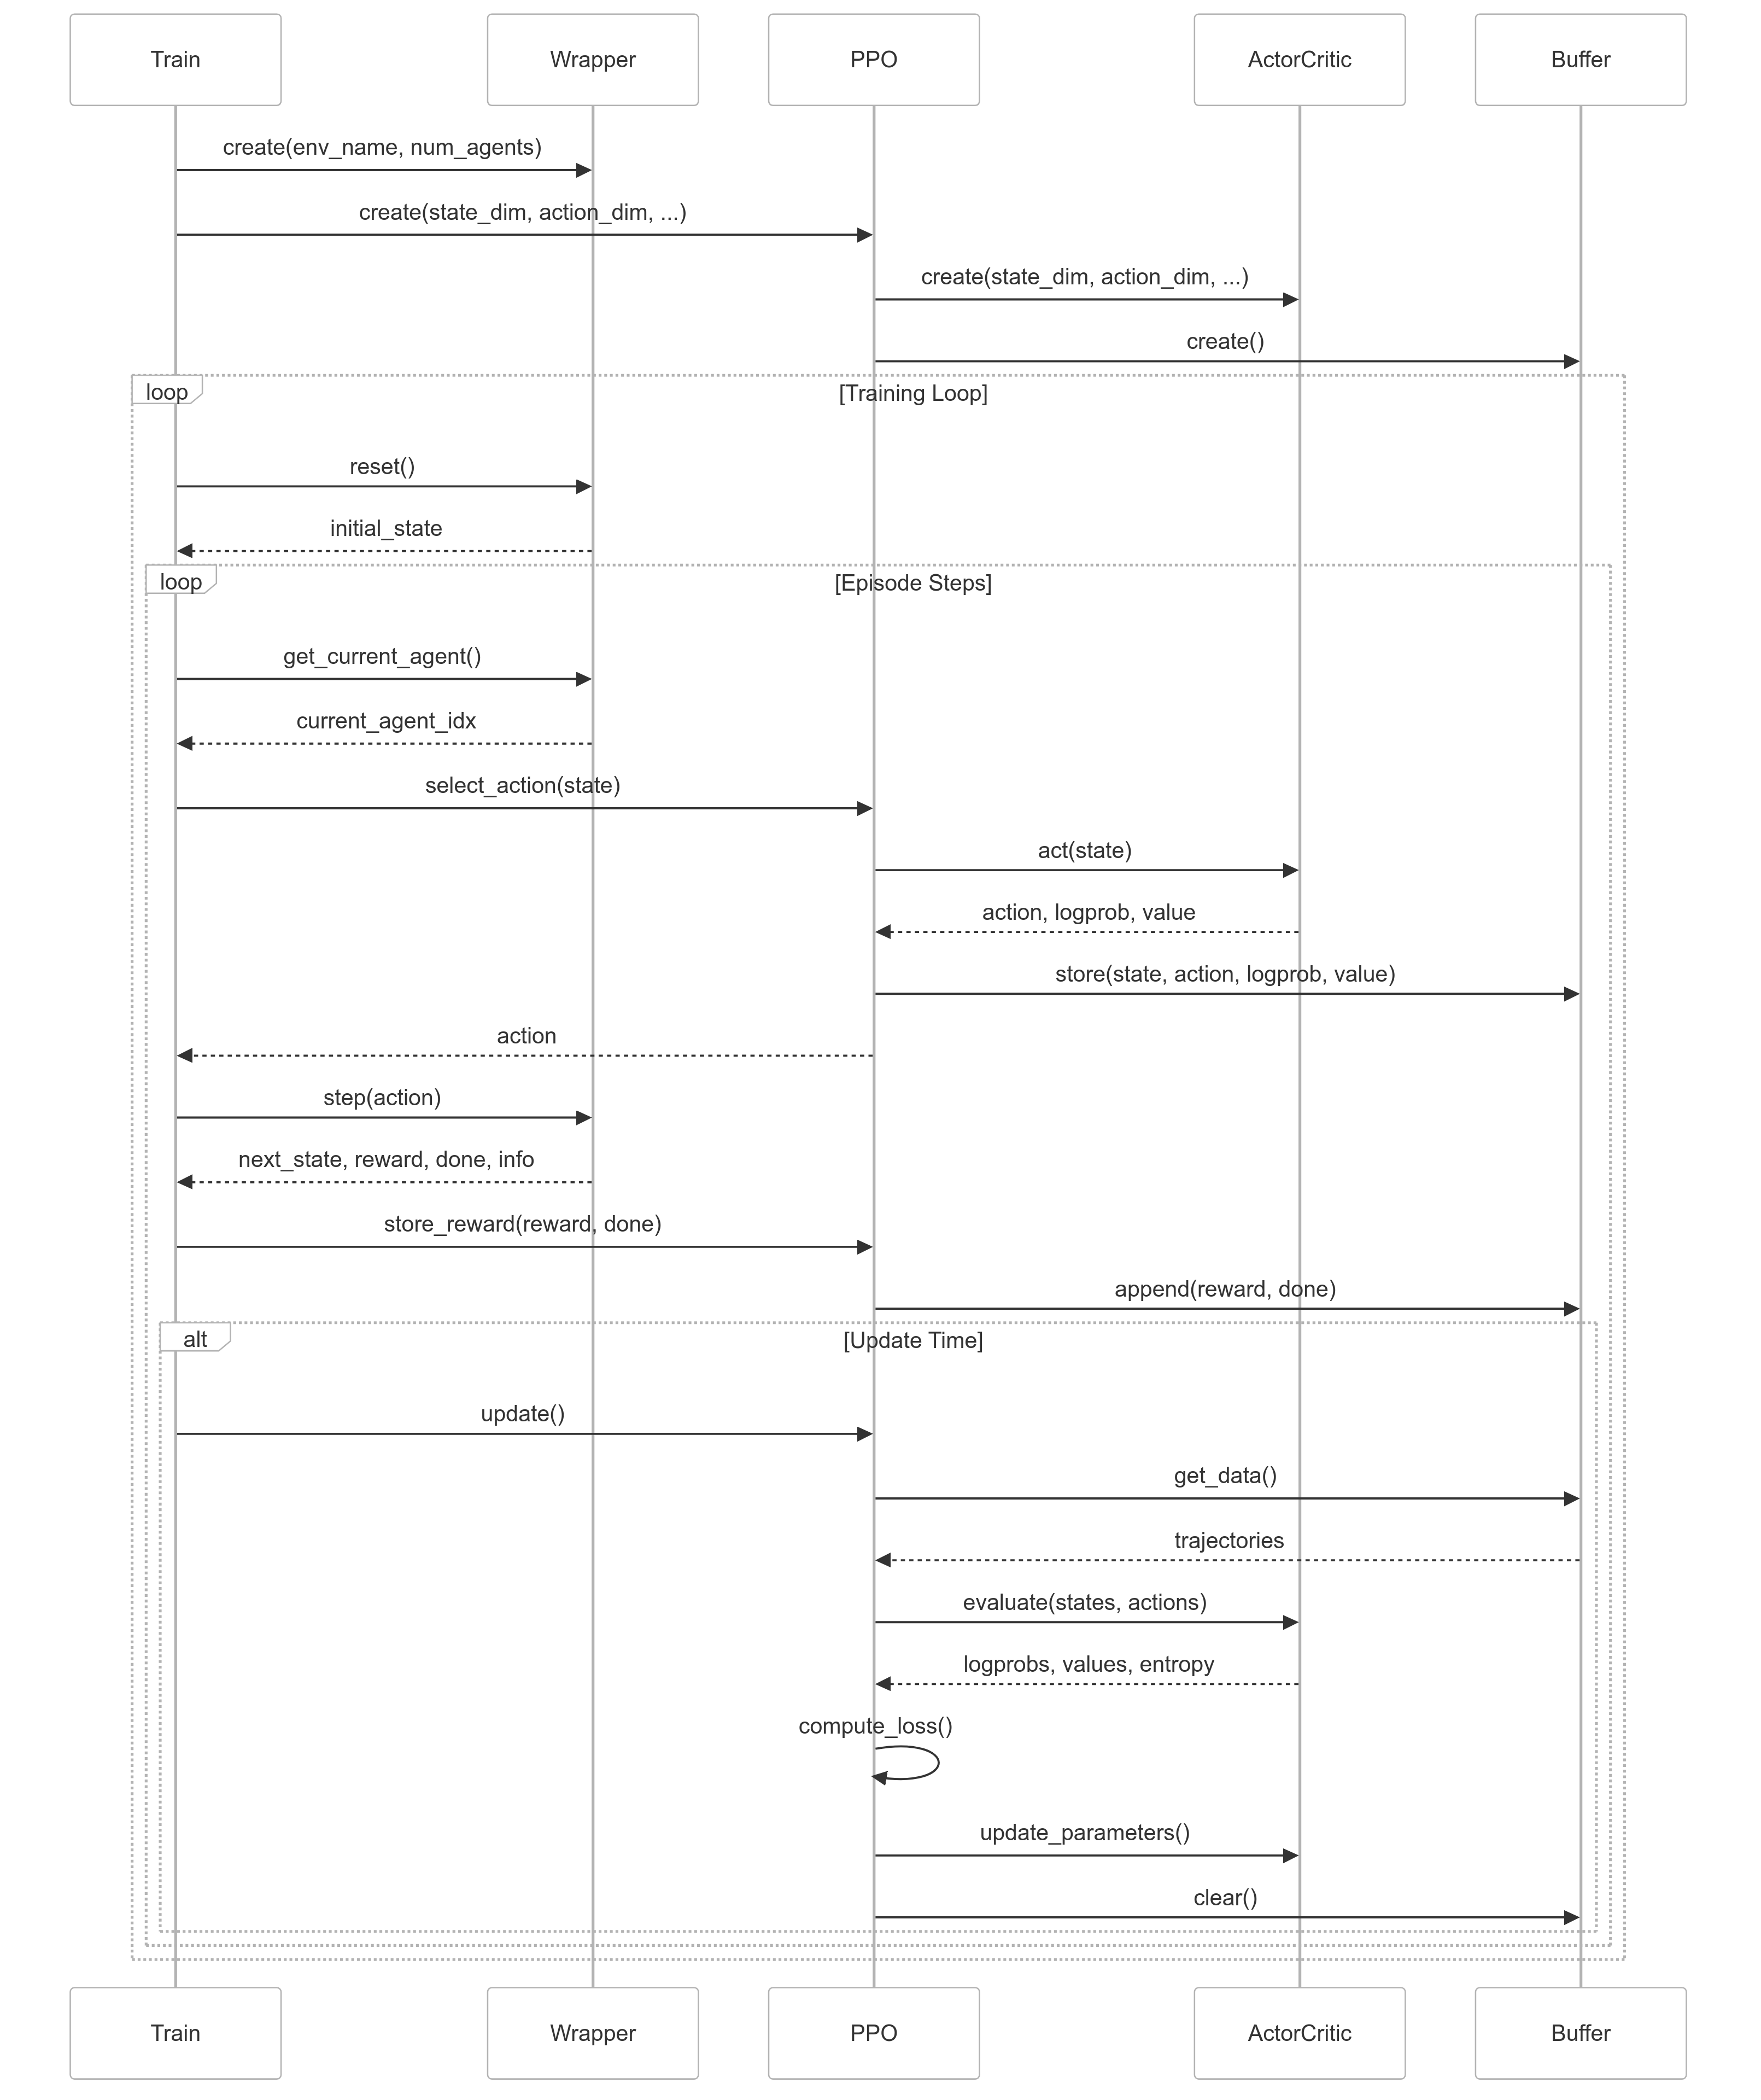 Train
Wrapper
PPO
ActorCritic
Buffer
create(env_name, num_agents)
create(state_dim, action_dim, ...)
create(state_dim, action_dim, ...)
create()
loop
[Training Loop]
reset()
initial_state
loop
[Episode Steps]
get_current_agent()
current_agent_idx
select_action(state)
act(state)
action, logprob, value
store(state, action, logprob, value)
action
step(action)
next_state, reward, done, info
store_reward(reward, done)
append(reward, done)
alt
[Update Time]
update()
get_data()
trajectories
evaluate(states, actions)
logprobs, values, entropy
compute_loss()
update_parameters()
clear()
Train
Wrapper
PPO
ActorCritic
Buffer